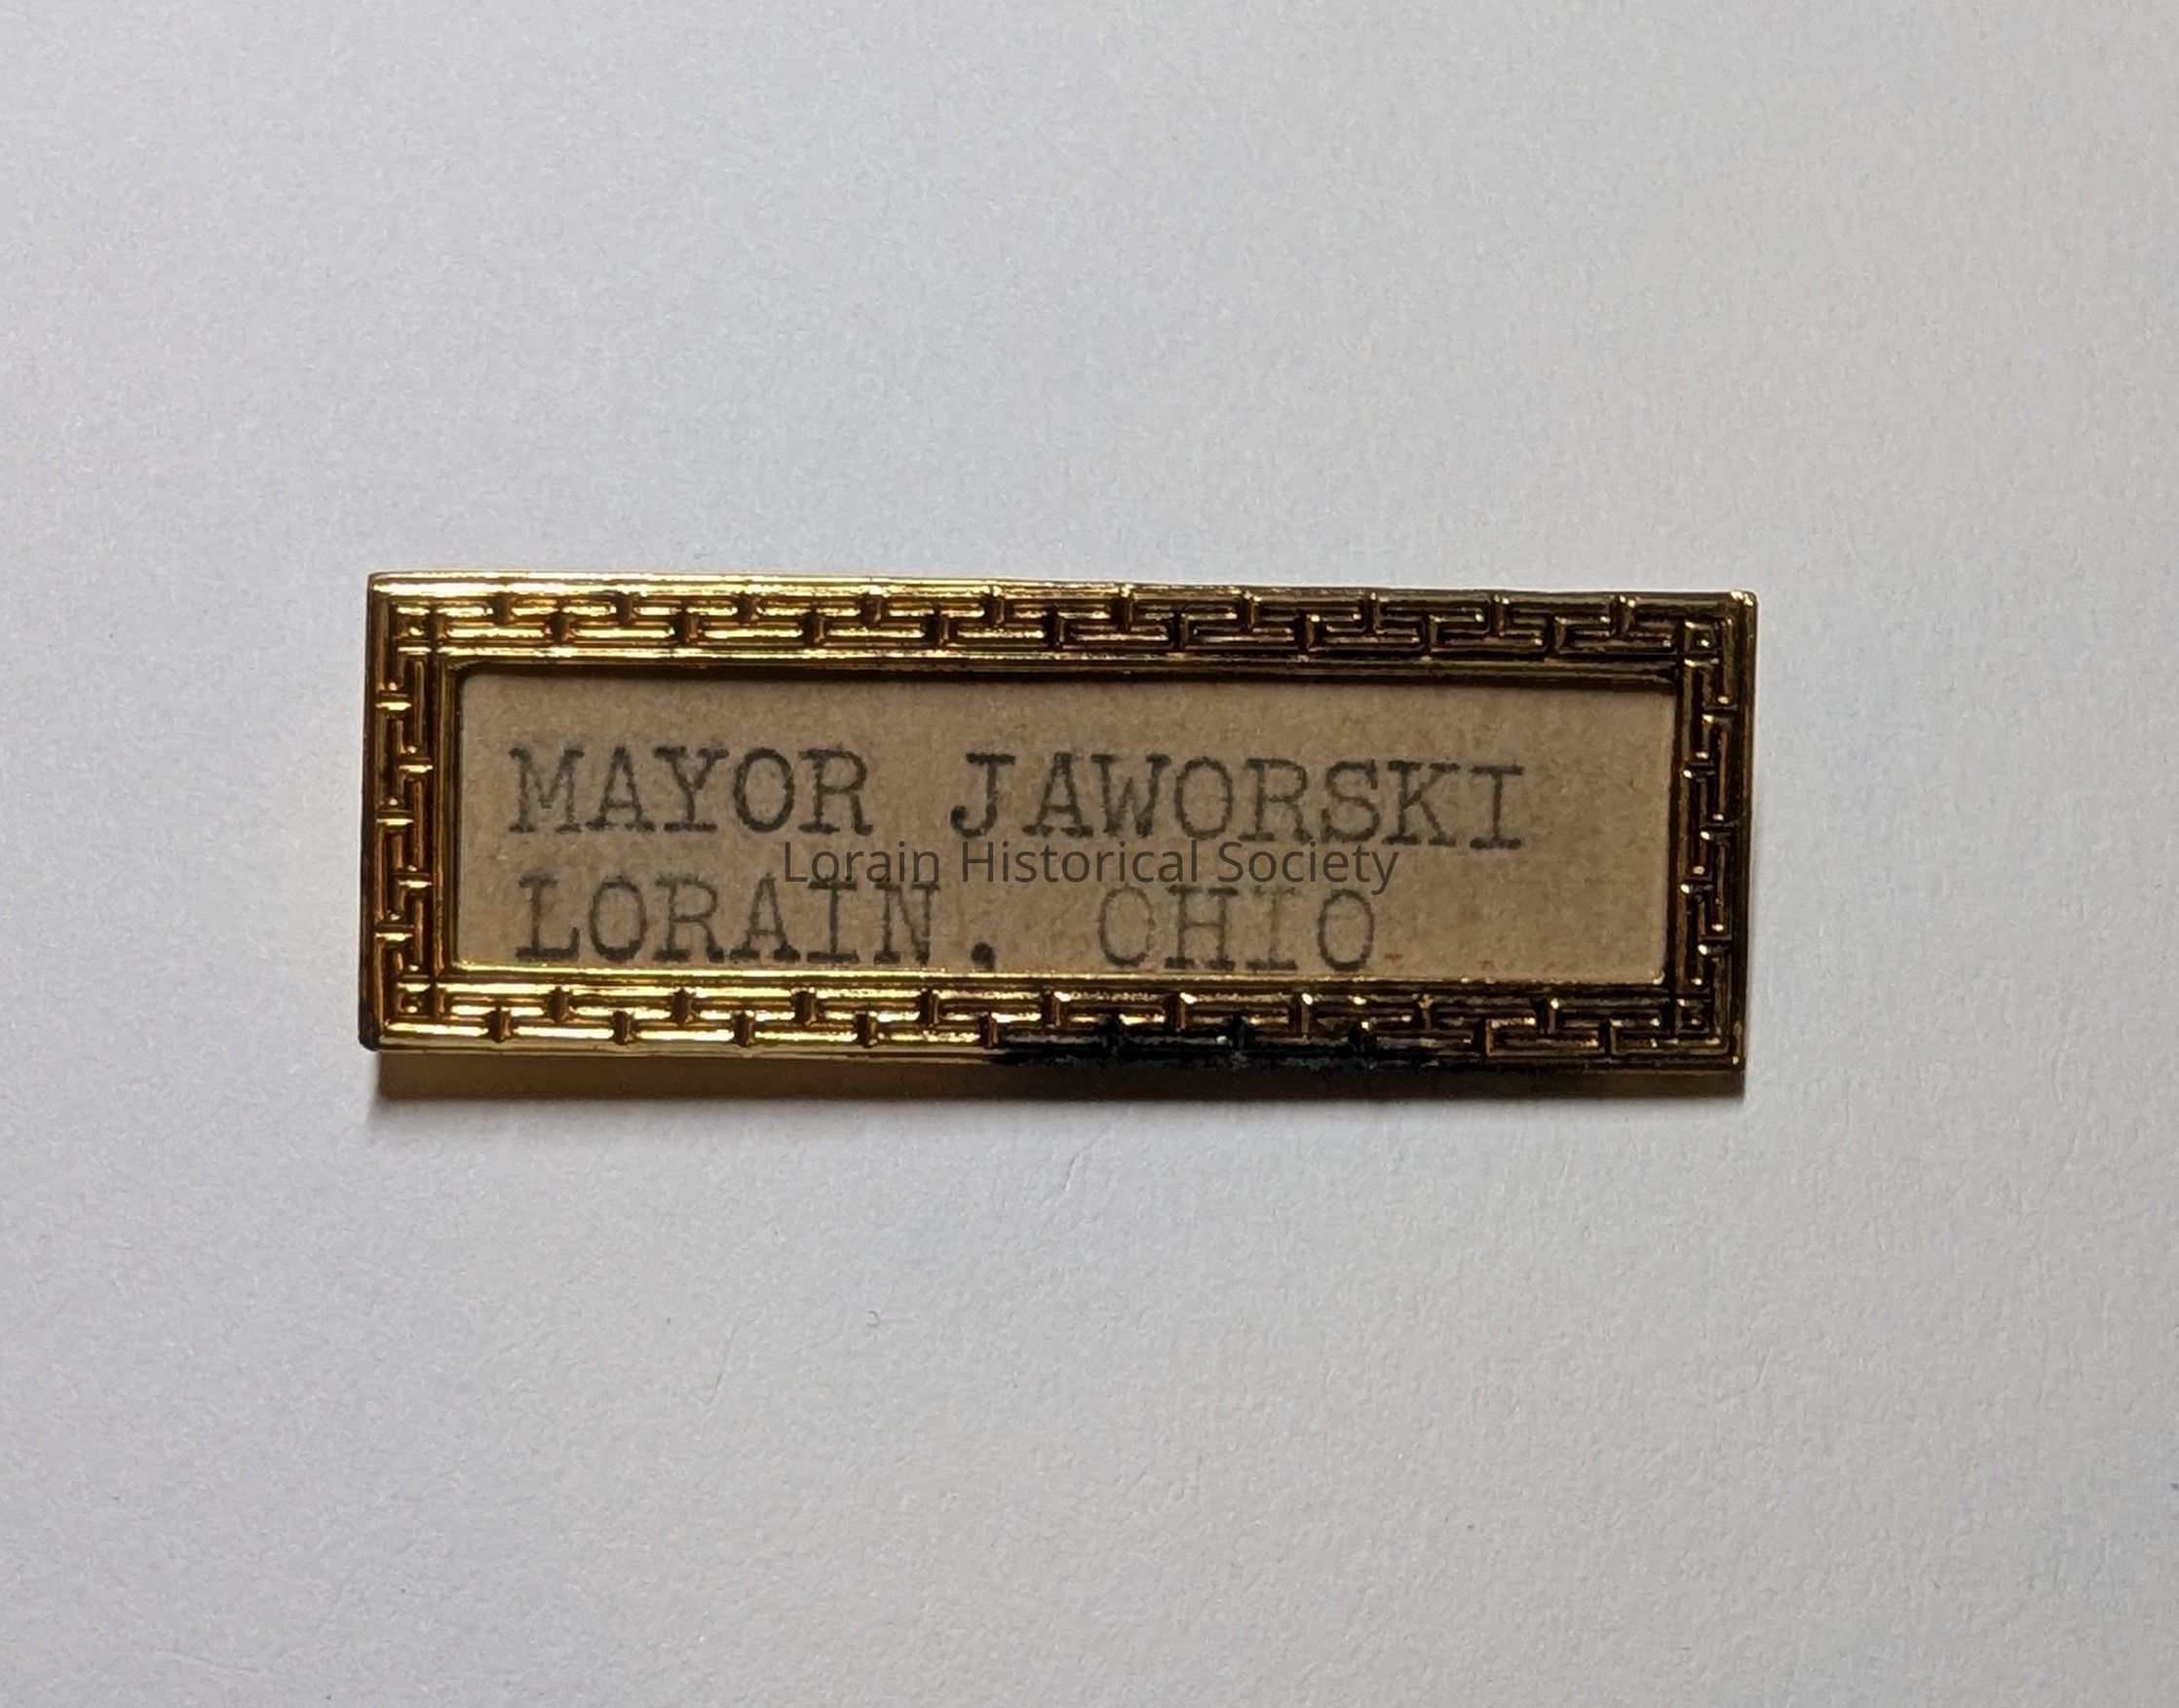 MAYOR JAWORSKI
Lorain Historical Society
LORAIN. OHIO